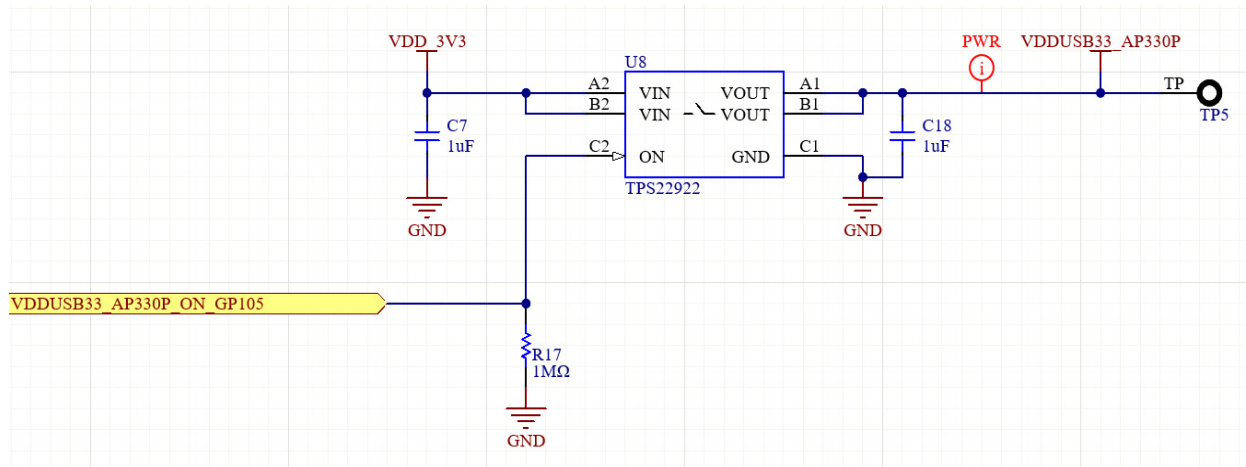 VDD_3V3
PWR
VDDUSB33_AP330P
U8
A2
VIN
VOUT
A1
TP
B2
VIN
VOUT
B1
TP5
C7
1uF
C18
1uF
C2
ON
GND
C1
TPS22922
GND
GND
VDDUSB33_AP330P_ON_GP105
R17
1MΩ
GND
i